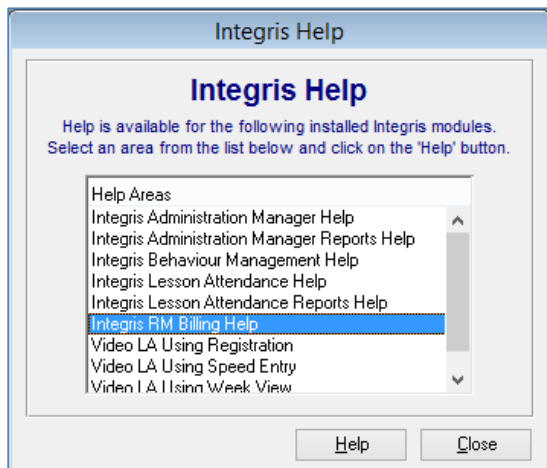 Integris Help
Integris Help
Help is available for the following installed Integris modules.
Select an area from the list below and click on the 'Help' button.
Help Areas
Integris Administration Manager Help
Integris Administration Manager Reports Help
Integris Behaviour Management Help
Integris Lesson Attendance Help
Integris Lesson Attendance Reports Help
Integris RM Billing Help
Video LA Using Registration
Video LA Using Speed Entry
Video LA Using Week View
Help Close